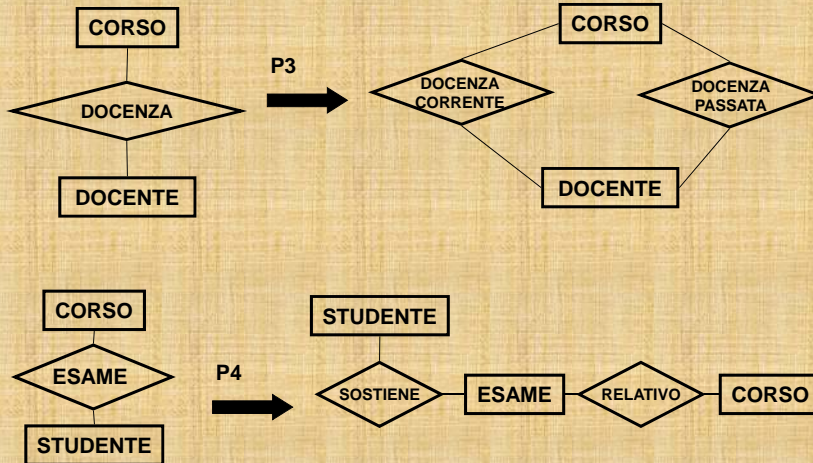 CORSO
DOCENZA
DOCENTE
P3
CORSO
DOCENZA
CORRENTE
DOCENZA
PASSATA
DOCENTE
CORSO
ESAME
STUDENTE
P4
STUDENTE
SOSTIENE
ESAME
RELATIVO
CORSO